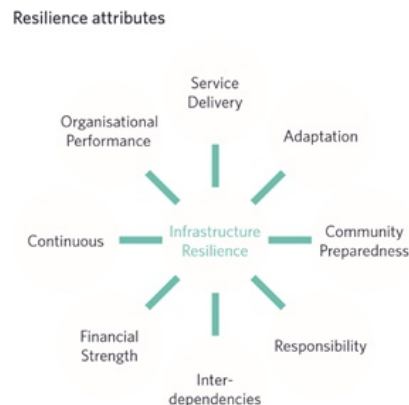 Resilience attributes
Service
Delivery
Adaptation
Community
Preparedness
Responsibility
Inter-
dependencies
Financial
Strength
Continuous
Organisational
Performance
Infrastructure
Resilience